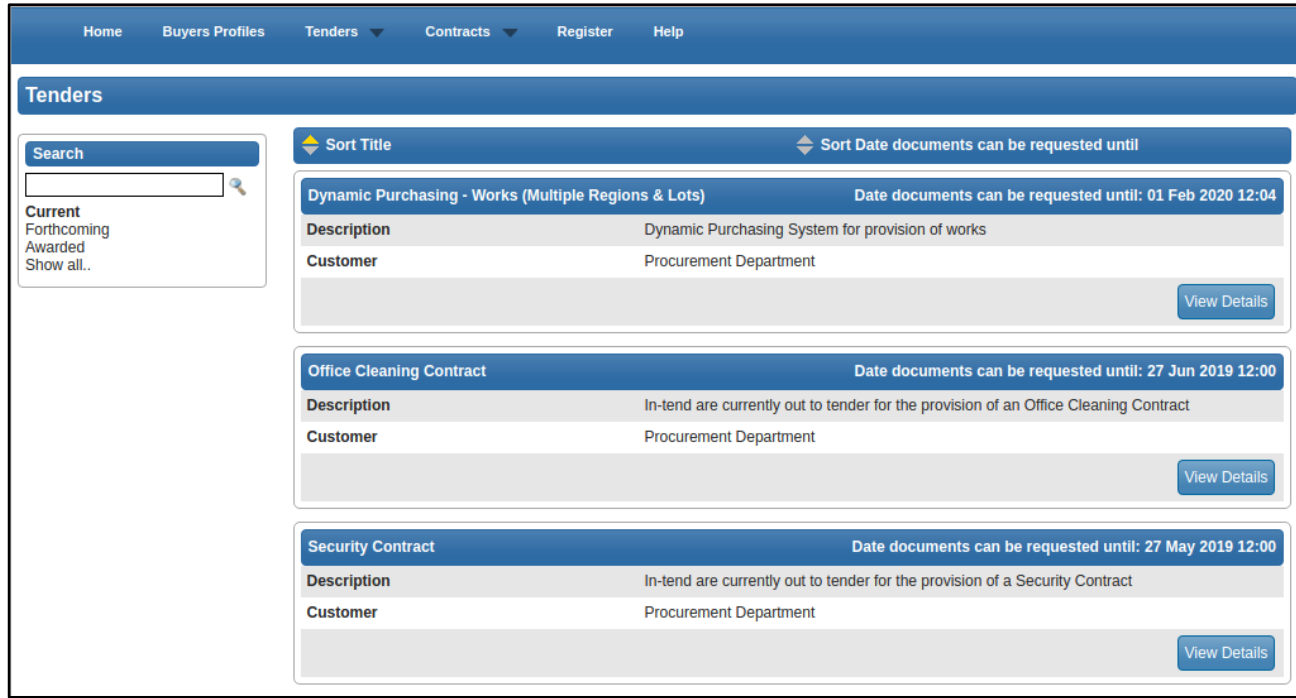 Home Buyers Profiles Tenders Contracts Register Help
Tenders
Search
Current
Forthcoming
Awarded
Show all..
Sort Title Sort Date documents can be requested until
Dynamic Purchasing - Works (Multiple Regions & Lots) Date documents can be requested until: 01 Feb 2020 12:04
Description Dynamic Purchasing System for provision of works
Customer Procurement Department
View Details
Office Cleaning Contract Date documents can be requested until: 27 Jun 2019 12:00
Description In-tend are currently out to tender for the provision of an Office Cleaning Contract
Customer Procurement Department
View Details
Security Contract Date documents can be requested until: 27 May 2019 12:00
Description In-tend are currently out to tender for the provision of a Security Contract
Customer Procurement Department
View Details